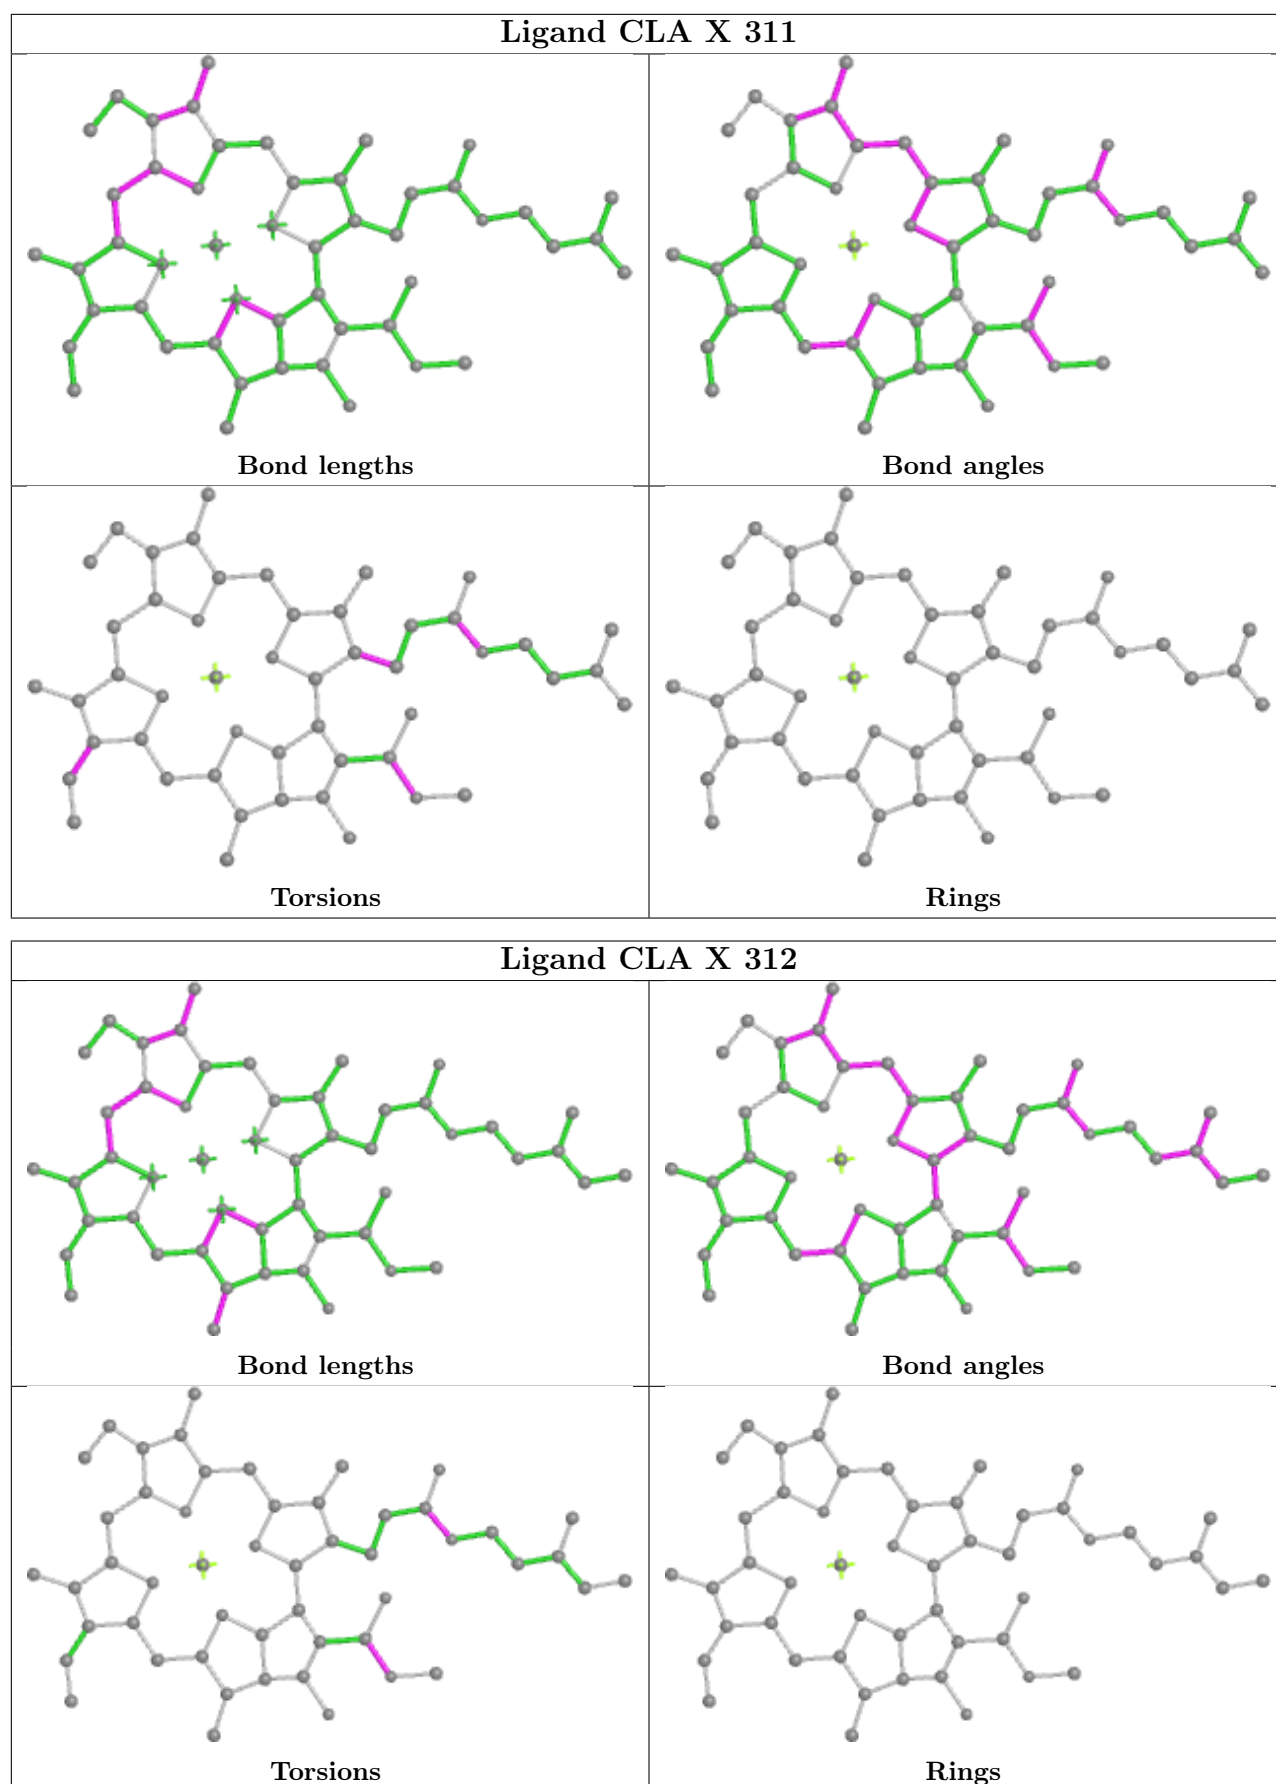 Ligand CLA X 311
Bond lengths
Bond angles
Torsions
Rings
Ligand CLA X 312
Bond lengths
Bond angles
Torsions
Rings